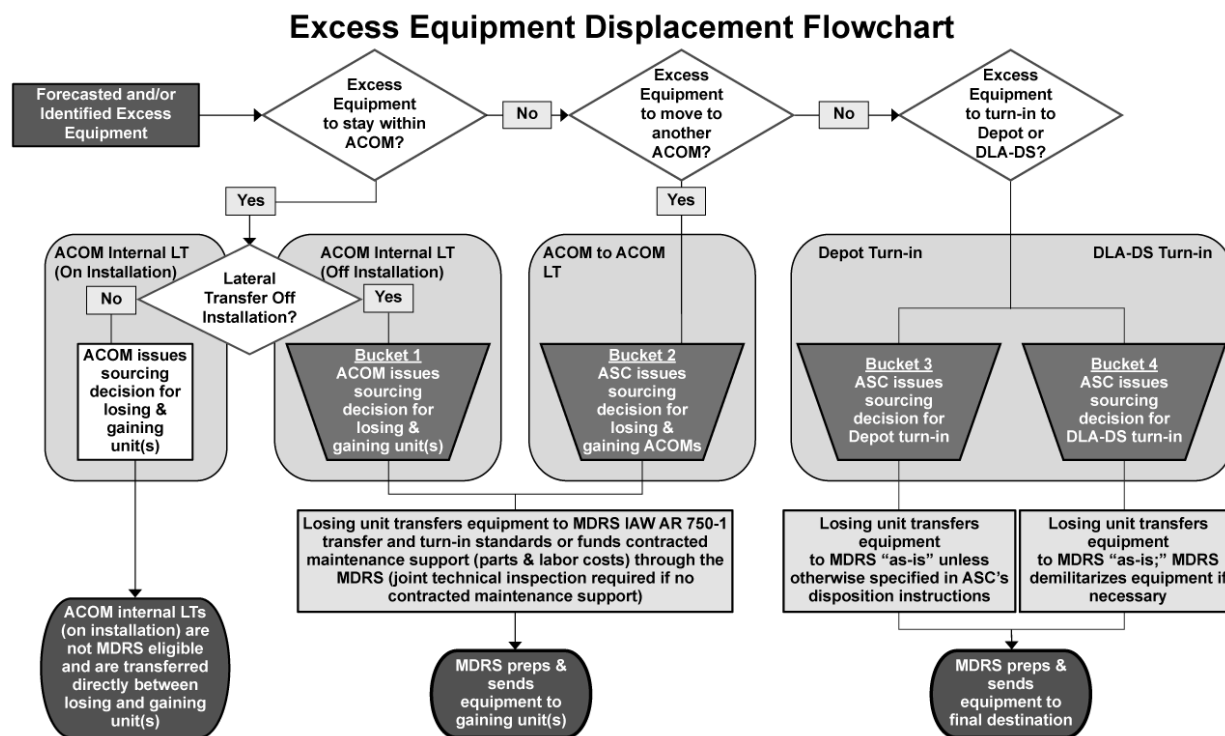 Excess Equipment Displacement Flowchart
Forecasted and/or
Identified Excess
Equipment
Excess
Equipment
to stay within
ACOM?
No
Excess
Equipment
to move to
another
ACOM?
No
Excess
Equipment
to turn-in to
Depot or
DLA-DS?
Yes
Yes
ACOM Internal LT
(On Installation)
Lateral
Transfer Off
Installation?
ACOM Internal LT
(Off Installation)
ACOM to ACOM
LT
Depot Turn-in
DLA-DS Turn-in
No
Yes
ACOM issues
sourcing
decision for
losing &
gaining
unit(s)
Bucket 1
ACOM issues
sourcing
decision for
losing &
gaining unit(s)
Bucket 2
ASC issues
sourcing
decision for
losing &
gaining ACOMs
Bucket 3
ASC issues
sourcing
decision for
Depot turn-in
Bucket 4
ASC issues
sourcing
decision for
DLA-DS turn-in
Losing unit transfers equipment to MDRS IAW AR 750-1
transfer and turn-in standards or funds contracted
maintenance support (parts & labor costs) through
the MDRS (joint technical inspection required if no
contracted maintenance support)
Losing unit transfers
equipment
to MDRS “as-is” unless
otherwise specified in ASC’s
disposition instructions
Losing unit transfers
equipment
to MDRS “as-is;” MDRS
demilitarizes equipment if
necessary
ACOM internal LTs
(on installation) are
not MDRS eligible
and are transferred
directly between
losing and gaining
unit(s)
MDRS preps &
sends
equipment to
gaining unit(s)
MDRS preps &
sends
equipment to
final destination